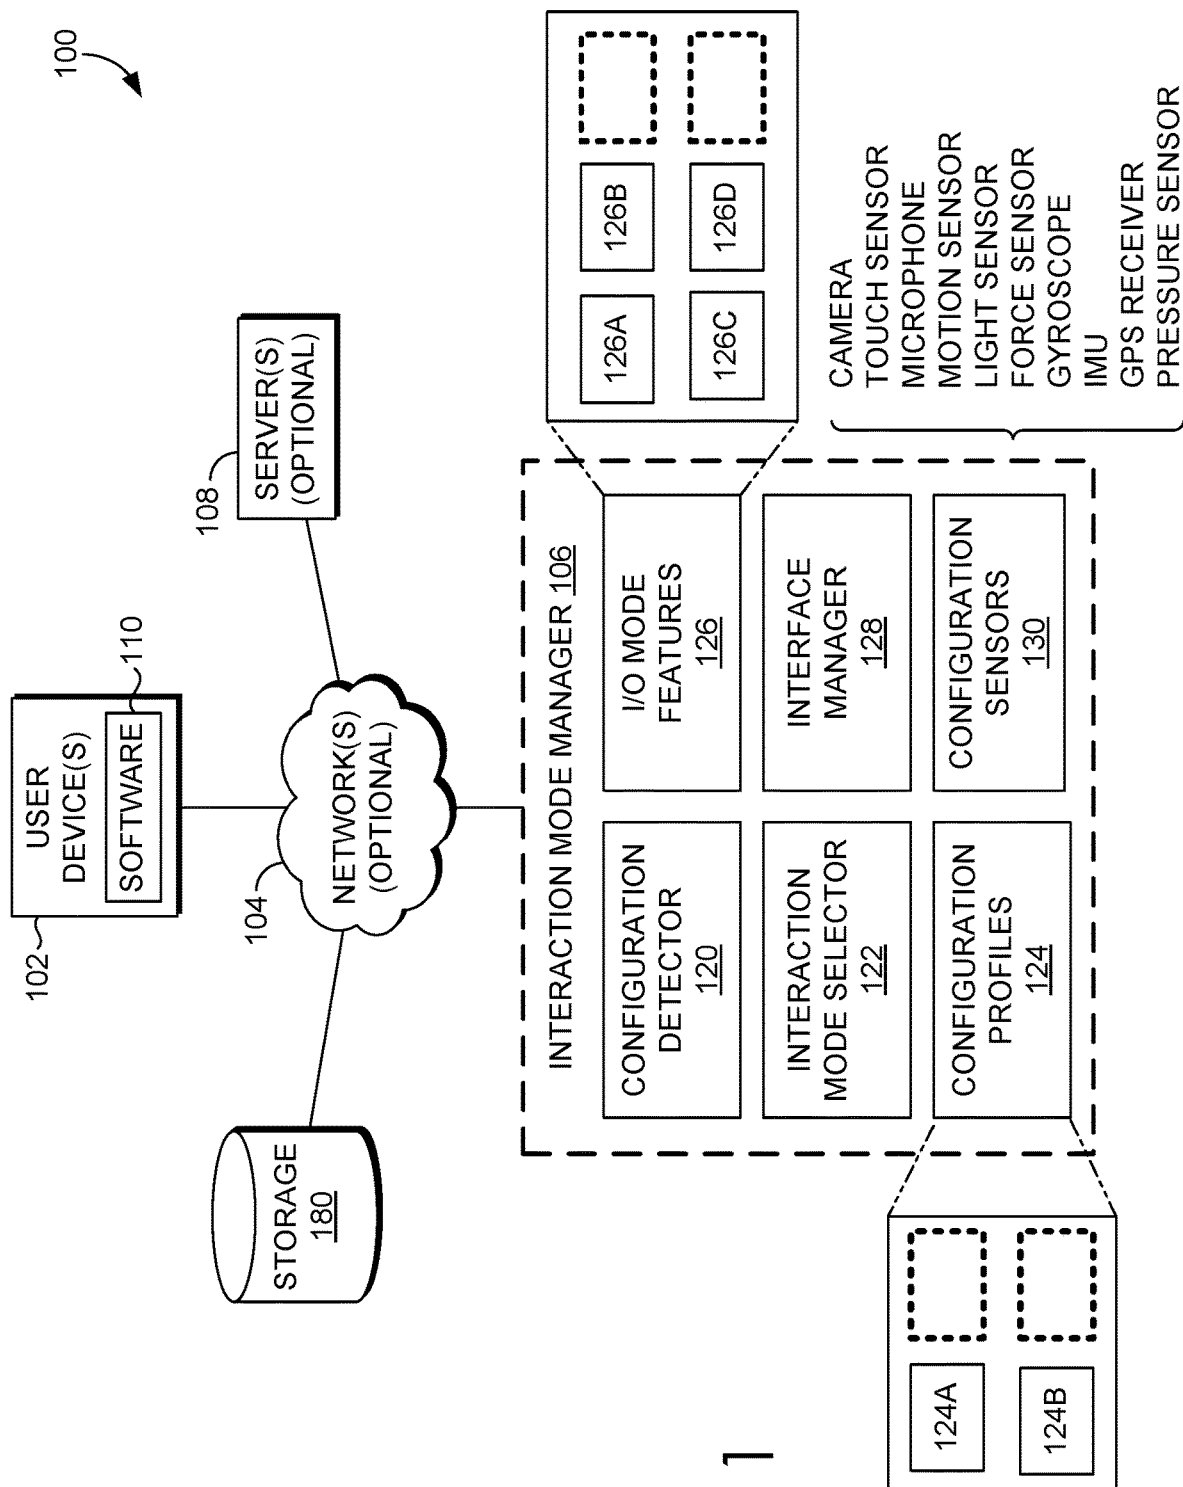 100
USER
DEVICE(S)
SOFTWARE
102
110
SERVER(S)
(OPTIONAL)
108
NETWORK(S)
(OPTIONAL)
104
STORAGE
180
INTERACTION MODE MANAGER 106
CONFIGURATION
DETECTOR
120
I/O MODE
FEATURES
126
INTERACTION
MODE SELECTOR
122
INTERFACE
MANAGER
128
CONFIGURATION
PROFILES
124
CONFIGURATION
SENSORS
130
126A
126B
126C
126D
CAMERA
TOUCH SENSOR
MICROPHONE
MOTION SENSOR
LIGHT SENSOR
FORCE SENSOR
GYROSCOPE
IMU
GPS RECEIVER
PRESSURE SENSOR
124A
124B
1